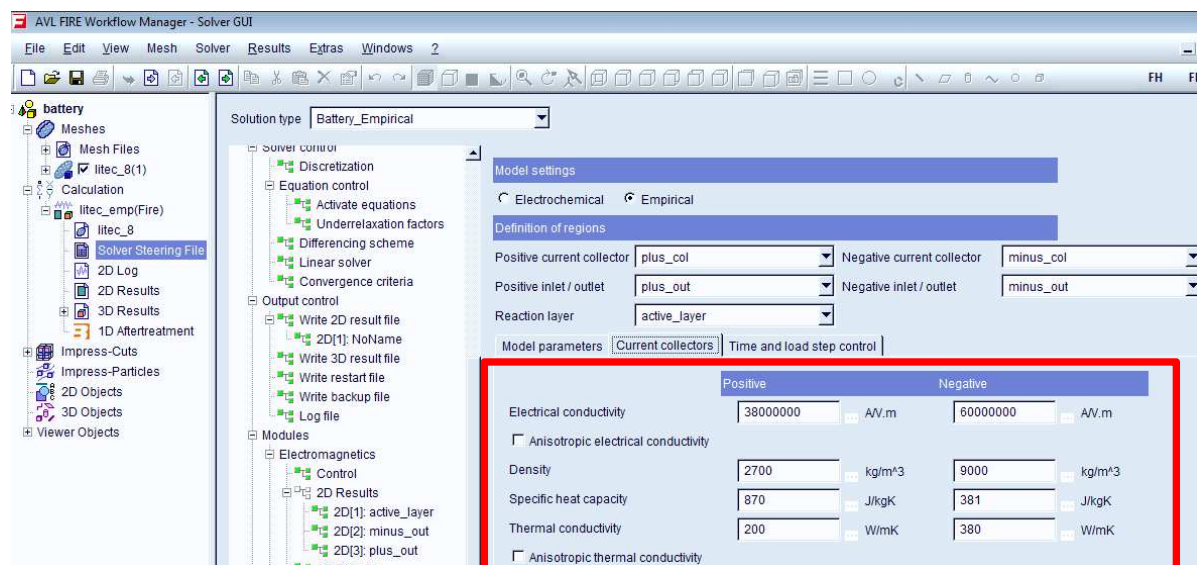 AVL FIRE Workflow Manager - Solver GUI
File Edit View Mesh Solver Results Extras Windows ?
FH
battery
Meshes
Mesh Files
litec_8(1)
Calculation
litec_emp(Fire)
litec_8
Solver Steering File
2D Log
2D Results
3D Results
1D Aftertreatment
Impress-Cuts
Impress-Particles
2D Objects
3D Objects
Viewer Objects
Solution type Battery_Empirical
Solver control
Discretization
Equation control
Activate equations
Underrelaxation factors
Differencing scheme
Linear solver
Convergence criteria
Output control
Write 2D result file
2D[1]: NoName
Write 3D result file
Write restart file
Write backup file
Log file
Modules
Electromagnetics
Control
2D Results
2D[1]: active_layer
2D[2]: minus_out
2D[3]: plus_out
Model settings
Electrochemical Empirical
Definition of regions
Positive current collector plus_col Negative current collector minus_col
Positive inlet / outlet plus_out Negative inlet / outlet minus_out
Reaction layer active_layer
Model parameters Current collectors Time and load step control
Positive Negative
Electrical conductivity 38000000 A/V.m 60000000 A/V.m
Anisotropic electrical conductivity
Density 2700 kg/m^3 9000 kg/m^3
Specific heat capacity 870 J/kgK 381 J/kgK
Thermal conductivity 200 W/mK 380 W/mK
Anisotropic thermal conductivity